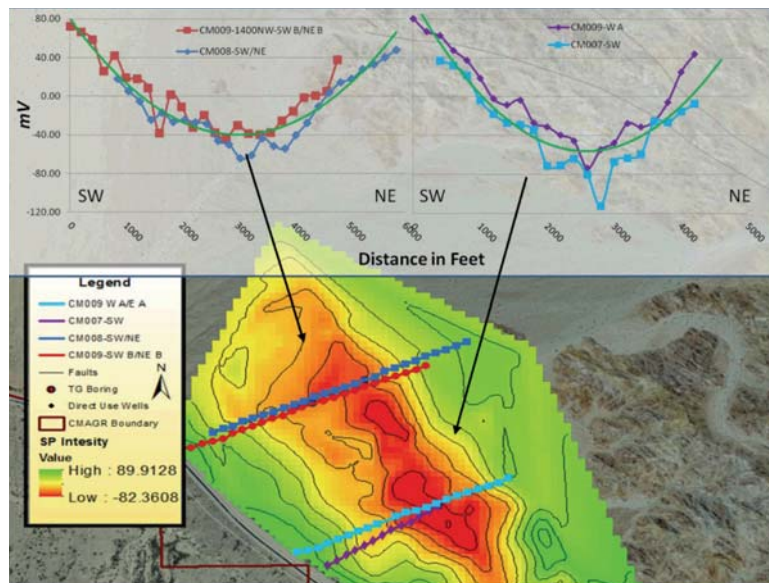 80.00
40.00
0.00
-40.00
-80.00
-120.00
mV
CM009-1400NW-SW B/NE B
CM008-SW/NE
CM009-W A
CM007-SW
SW
NE
SW
NE
0
1000
2000
3000
4000
5000
6000
0
1000
2000
3000
4000
5000
Distance in Feet
Legend
CM009 W A/E A
CM007-SW
CM008-SW/NE
CM009-SW B/NE B
Faults
N
TG Boring
Direct Use Wells
CMAGR Boundary
SP Intesity
Value
High : 89.9128
Low : -82.3608